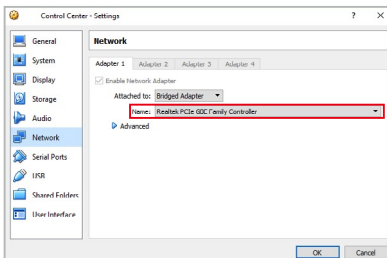 Control Center - Settings ? ×
General
System
Display
Storage
Audio
Network
Serial Ports
USB
Shared Folders
User Interface
Network
Adapter 1 Adapter 2 Adapter 3 Adapter 4
Enable Network Adapter
Attached to: Bridged Adapter
Name: Realtek PCIe GBE Family Controller
Advanced
OK Cancel